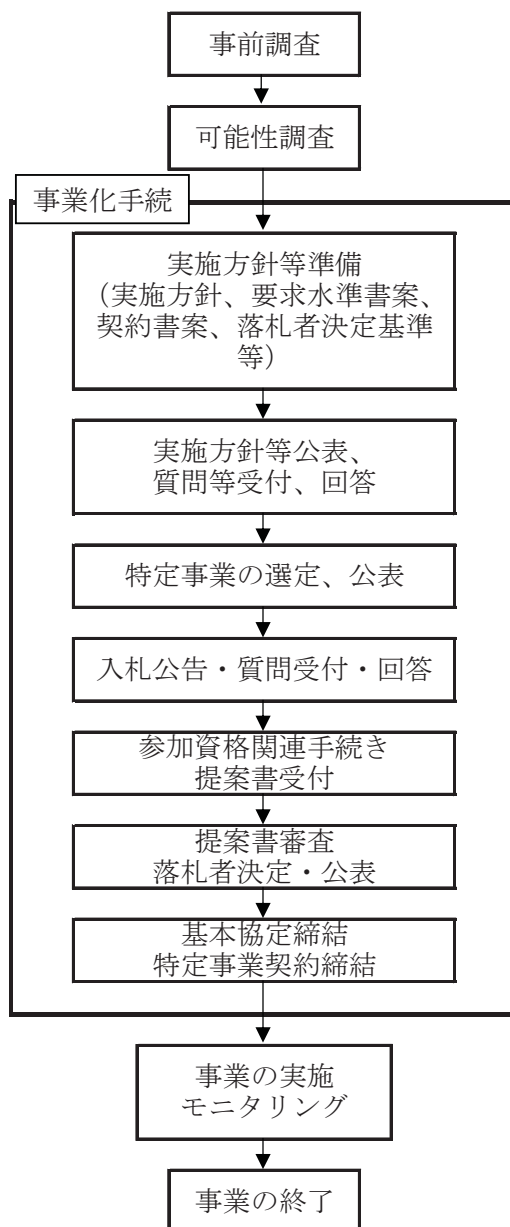 事前調査
可能性調査
事業化手続
実施方針等準備
（実施方針、要求水準書案、
契約書案、落札者決定基準
等）
実施方針等公表、
質問等受付、回答
特定事業の選定、公表
入札公告・質問受付・回答
参加資格関連手続き
提案書受付
提案書審査
落札者決定・公表
基本協定締結
特定事業契約締結
事業の実施
モニタリング
事業の終了